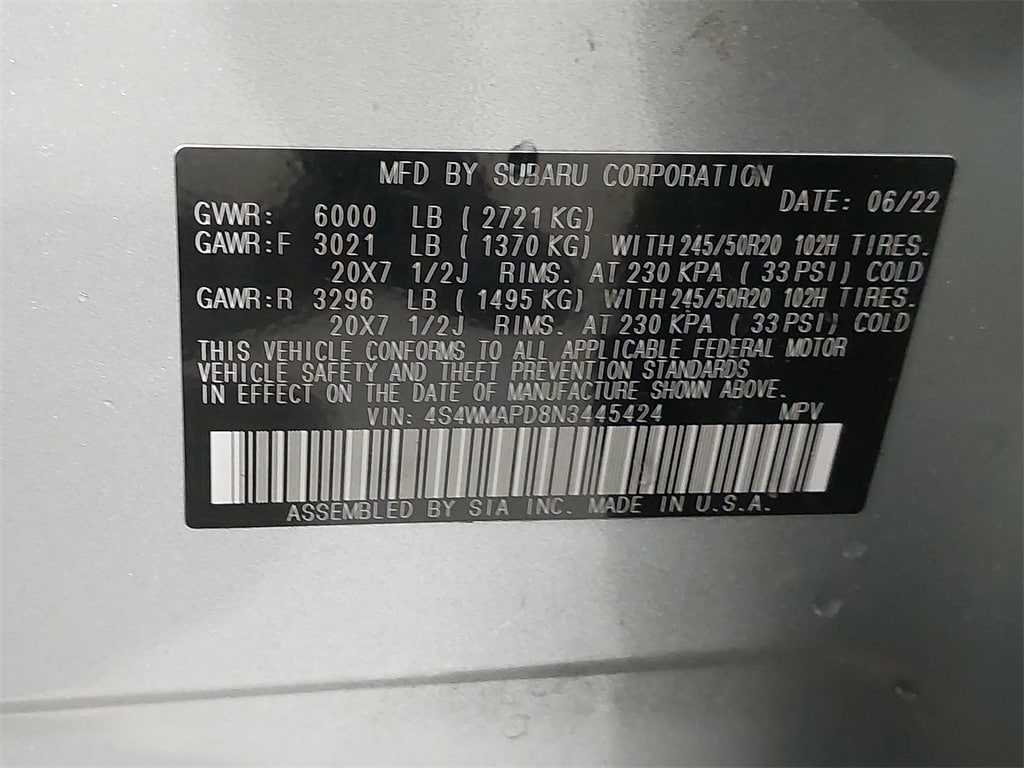 MFD BY SUBARU CORPORATION
DATE: 06/22
GVWR: 6000 LB ( 2721 KG)
GAWR:F 3021 LB ( 1370 KG) WITH 245/50R20 102H TIRES.
20X7 1/2J RIMS. AT 230 KPA ( 33 PSI) COLD
GAWR:R 3296 LB ( 1495 KG) WITH 245/50R20 102H TIRES.
20X7 1/2J RIMS. AT 230 KPA ( 33 PSI) COLD
THIS VEHICLE CONFORMS TO ALL APPLICABLE FEDERAL MOTOR
VEHICLE SAFETY AND THEFT PREVENTION STANDARDS
IN EFFECT ON THE DATE OF MANUFACTURE SHOWN ABOVE.
VIN: 4S4WMAPD8N3445424 MPV
ASSEMBLED BY SIA INC. MADE IN U.S.A.